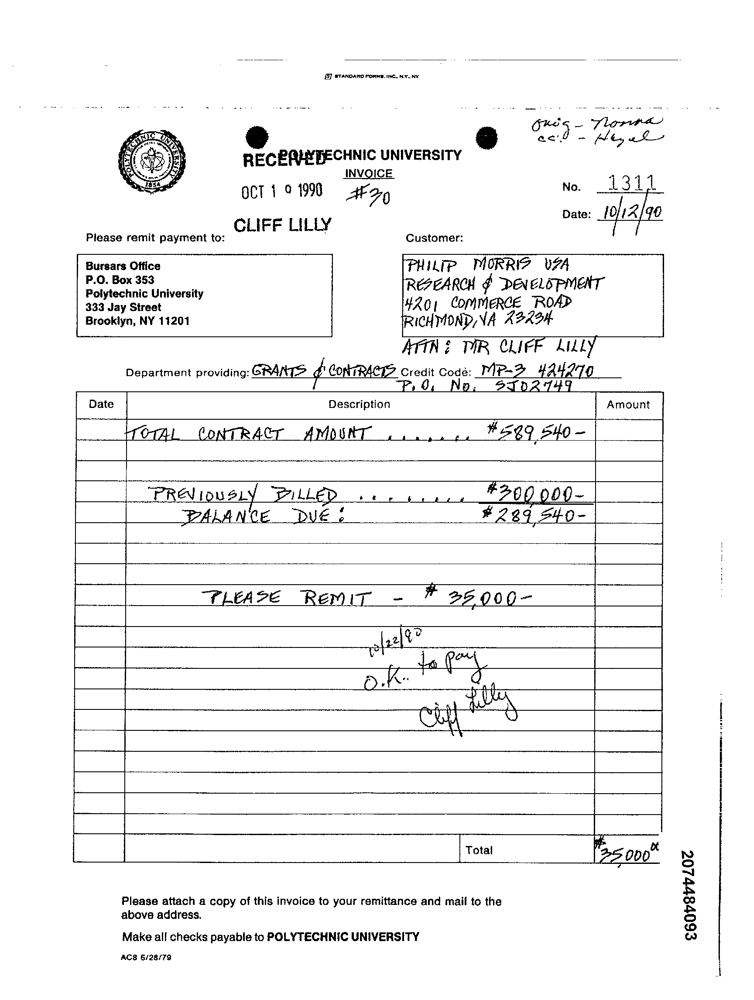 STANDARD FORMS, INC., N.Y., NY
Orig - Nonna
cc: - Hazel
POLYTECHNIC UNIVERSITY
1854
POLYTECHNIC UNIVERSITY
RECEIVED
INVOICE
OCT 19 1990
#30
No. 1311
Date: 10/12/90
CLIFF LILLY
Please remit payment to:
Customer:
Bursars Office
P.O. Box 353
Polytechnic University
333 Jay Street
Brooklyn, NY 11201
PHILIP MORRIS USA
RESEARCH & DEVELOPMENT
4201 COMMERCE ROAD
RICHMOND, VA 23234
ATTN: MR CLIFF LILLY
Department providing: GRANTS & CONTRACTS Credit Code: MP-3 424270
P.O. No. 5J02749
Date Description Amount
TOTAL CONTRACT AMOUNT ....... $589,540-
PREVIOUSLY BILLED ........ $300,000-
BALANCE DUE: $289,540-
PLEASE REMIT - $ 35,000-
10/22/90
O.K. to pay
Cliff Lilly
Total $35,000
Please attach a copy of this invoice to your remittance and mail to the
above address.
Make all checks payable to POLYTECHNIC UNIVERSITY
ACS 6/28/79
2074484093